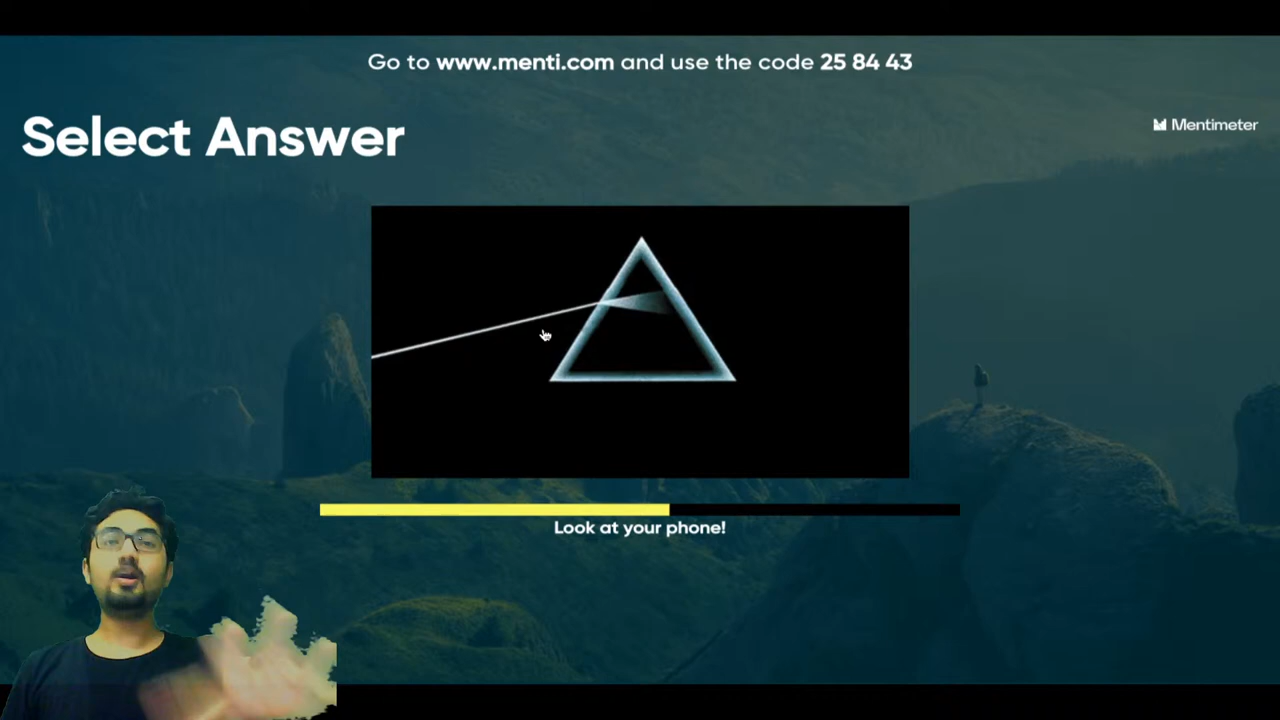 Go to www.menti.com and use the code 25 84 43
Select Answer
Mentimeter
Look at your phone!